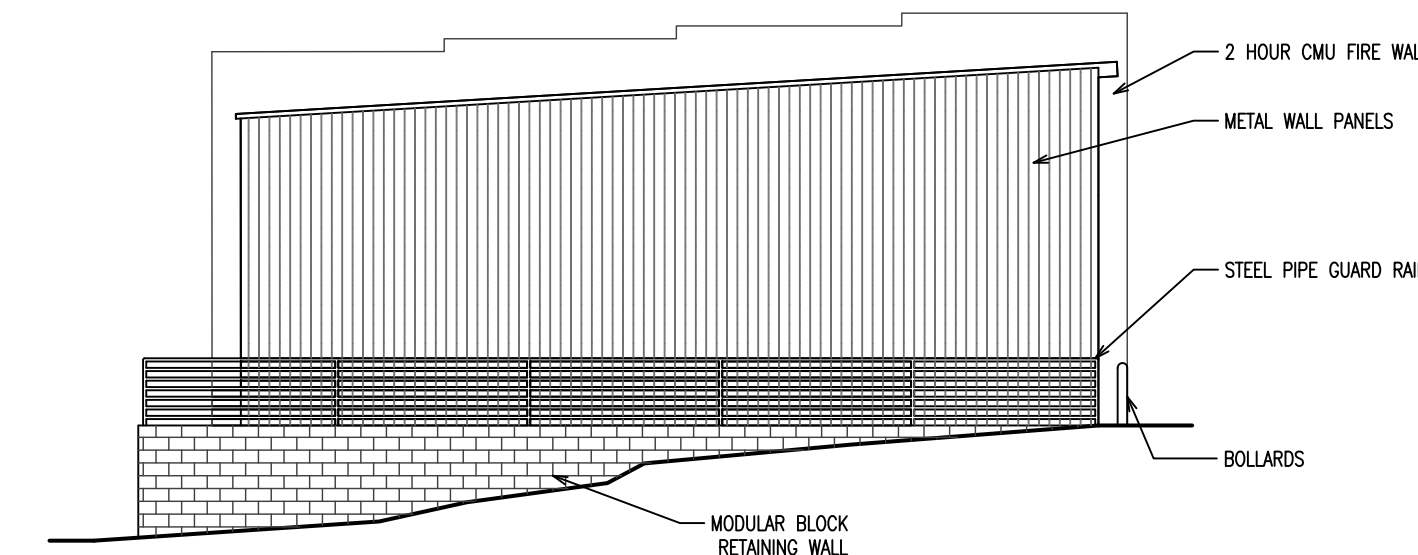 2 HOUR CMU FIRE WAL
METAL WALL PANELS
STEEL PIPE GUARD RAI
BOLLARDS
MODULAR BLOCK
RETAINING WALL